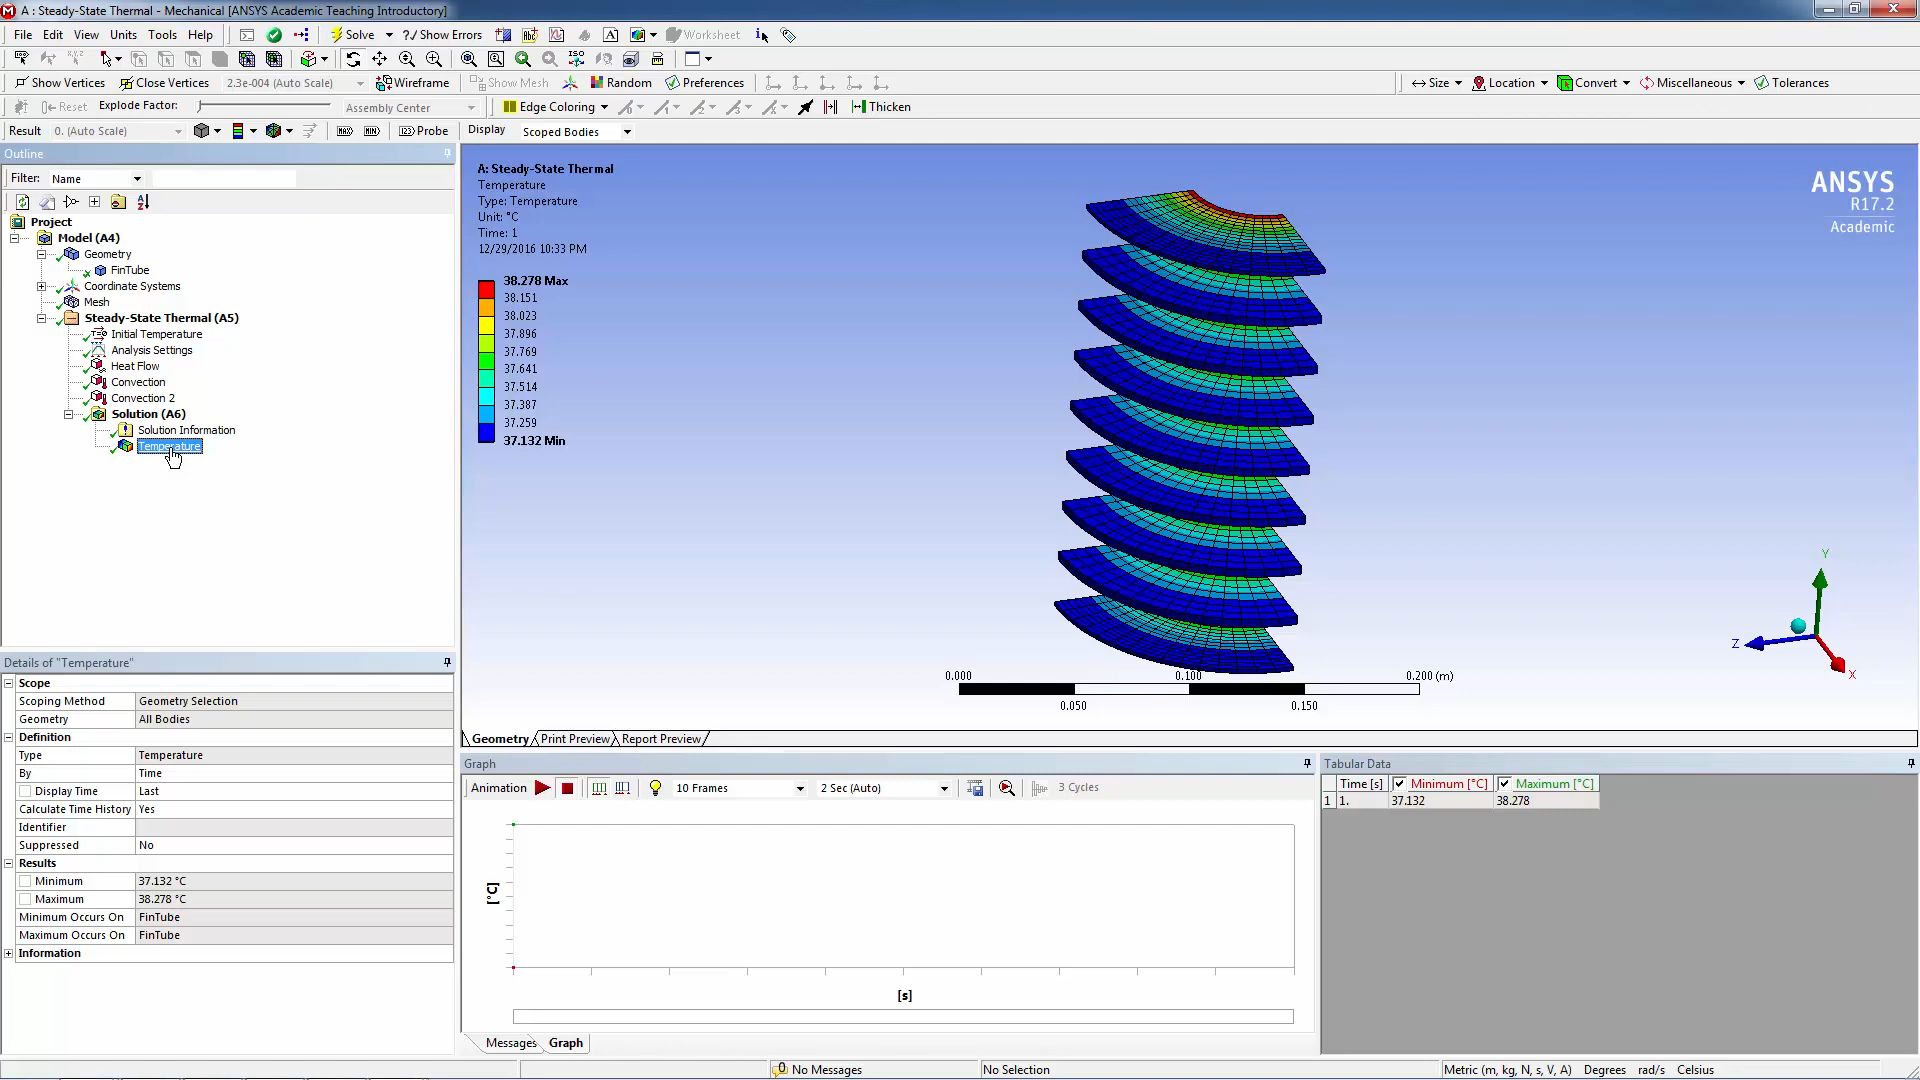 A : Steady-State Thermal - Mechanical [ANSYS Academic Teaching Introductory]
File Edit View Units Tools Help Solve ?/ Show Errors Worksheet
Show Vertices Close Vertices 2.3e-004 (Auto Scale) Wireframe Show Mesh Random Preferences Size Location Convert Miscellaneous Tolerances
Reset Explode Factor: Assembly Center Edge Coloring Thicken
Result 0. (Auto Scale) MAX MIN Probe Display Scoped Bodies
Outline
Filter: Name
Project
Model (A4)
Geometry
FinTube
Coordinate Systems
Mesh
Steady-State Thermal (A5)
Initial Temperature
Analysis Settings
Heat Flow
Convection
Convection 2
Solution (A6)
Solution Information
Temperature
Details of "Temperature"
Scope
Scoping Method Geometry Selection
Geometry All Bodies
Definition
Type Temperature
By Time
Display Time Last
Calculate Time History Yes
Identifier
Suppressed No
Results
Minimum 37.132 °C
Maximum 38.278 °C
Minimum Occurs On FinTube
Maximum Occurs On FinTube
Information
A: Steady-State Thermal
Temperature
Type: Temperature
Unit: °C
Time: 1
12/29/2016 10:33 PM
38.278 Max
38.151
38.023
37.896
37.769
37.641
37.514
37.387
37.259
37.132 Min
ANSYS
R17.2
Academic
Y
Z
X
0.000 0.100 0.200 (m)
0.050 0.150
Geometry Print Preview Report Preview
Graph
Animation 10 Frames 2 Sec (Auto) 3 Cycles
[°C]
[s]
Messages Graph
Tabular Data
Time [s] Minimum [°C] Maximum [°C]
1 1. 37.132 38.278
0 No Messages No Selection Metric (m, kg, N, s, V, A) Degrees rad/s Celsius